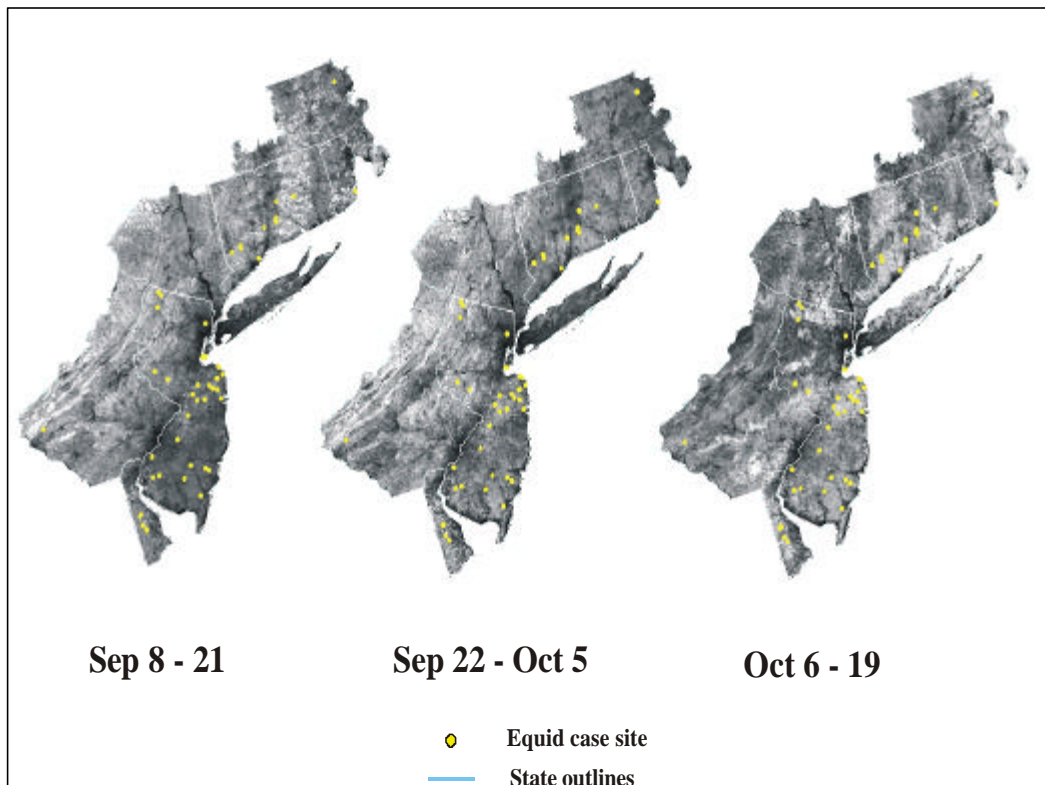 Sep 8 - 21
Sep 22 - Oct 5
Oct 6 - 19
Equid case site
State outlines